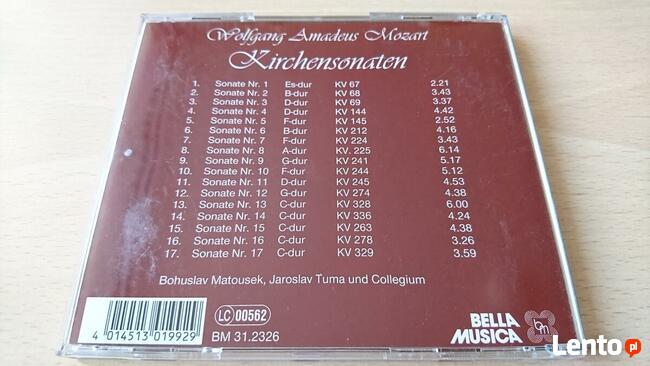 Wolfgang Amadeus Mozart
Kirchensonaten
1. Sonate Nr. 1 Es-dur KV 67 2.21
2. Sonate Nr. 2 B-dur KV 68 3.43
3. Sonate Nr. 3 D-dur KV 69 3.37
4. Sonate Nr. 4 D-dur KV 144 4.42
5. Sonate Nr. 5 F-dur KV 145 2.52
6. Sonate Nr. 6 B-dur KV 212 4.16
7. Sonate Nr. 7 F-dur KV 224 3.43
8. Sonate Nr. 8 A-dur KV. 225 6.14
9. Sonate Nr. 9 G-dur KV 241 5.17
10. Sonate Nr. 10 F-dur KV 244 5.12
11. Sonate Nr. 11 D-dur KV 245 4.53
12. Sonate Nr. 12 G-dur KV 274 4.38
13. Sonate Nr. 13 C-dur KV 328 6.00
14. Sonate Nr. 14 C-dur KV 336 4.24
15. Sonate Nr. 15 C-dur KV 263 4.38
16. Sonate Nr. 16 C-dur KV 278 3.26
17. Sonate Nr. 17 C-dur KV 329 3.59
Bohuslav Matousek, Jaroslav Tuma und Collegium
4 014513 019929
LC 00562
BM 31.2326
BELLA MUSICA
bm
Lento.pl